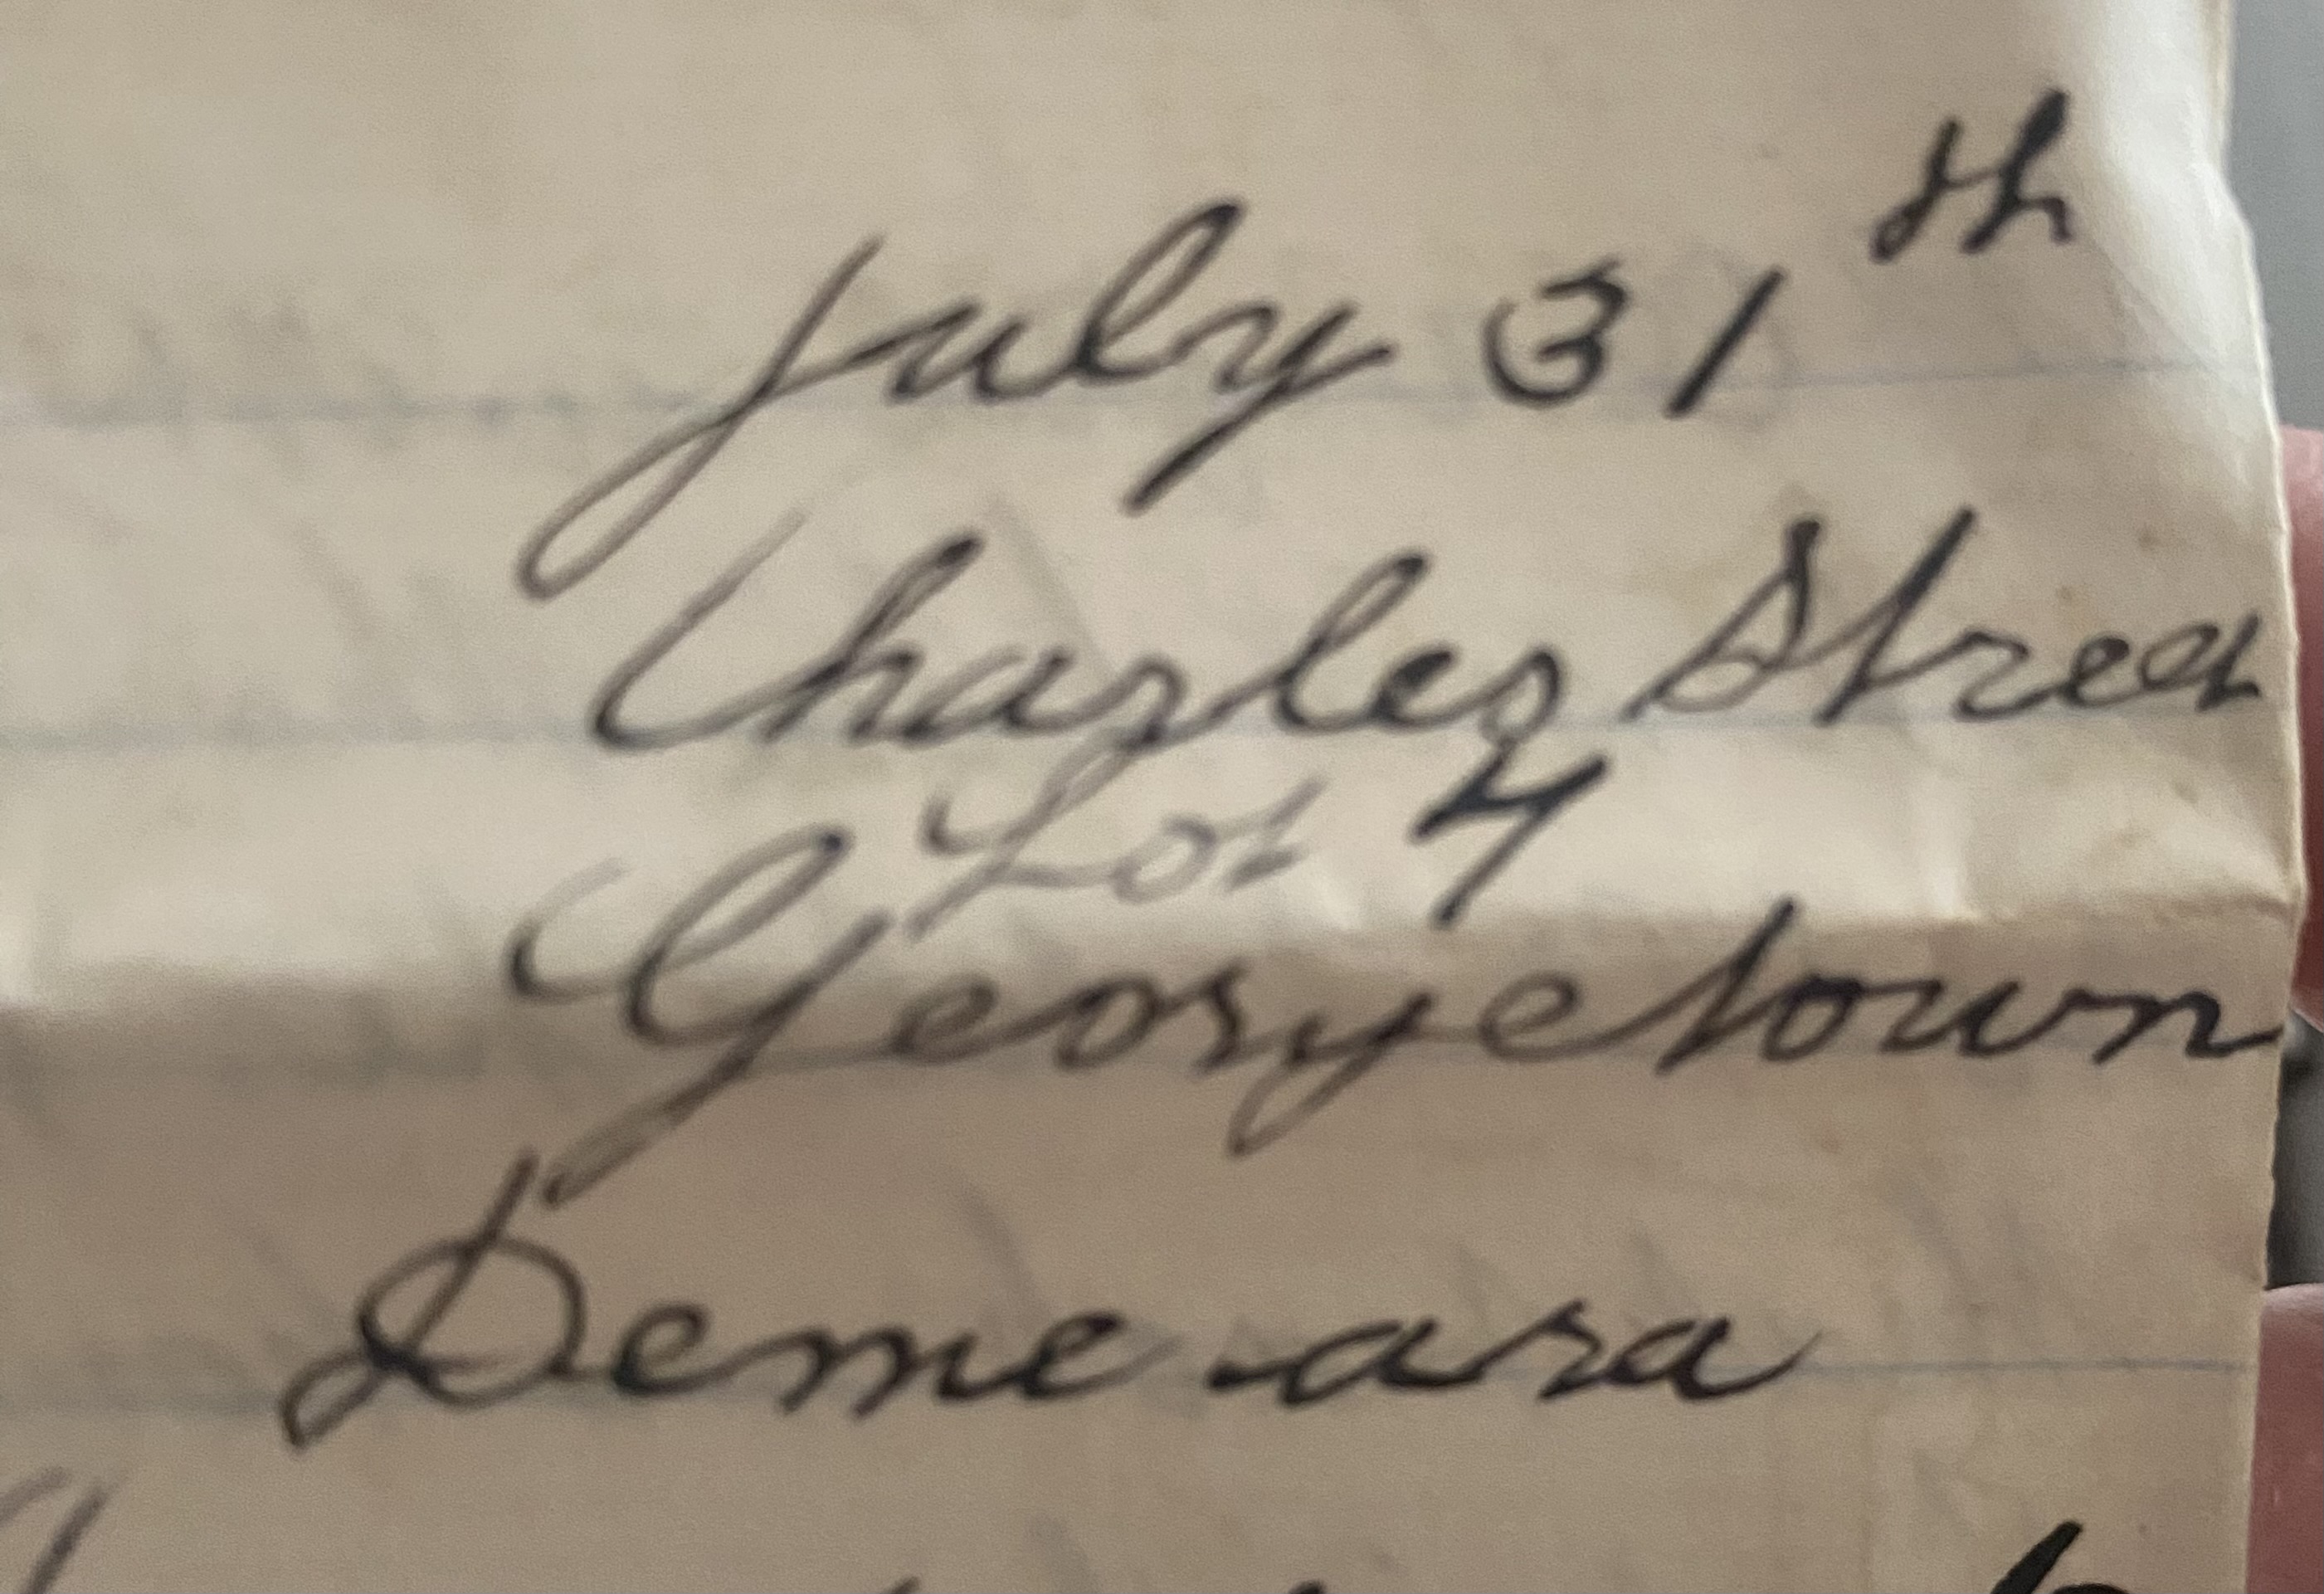 July 31th
Charles Street
Lot 4
Georgetown
Deme ara